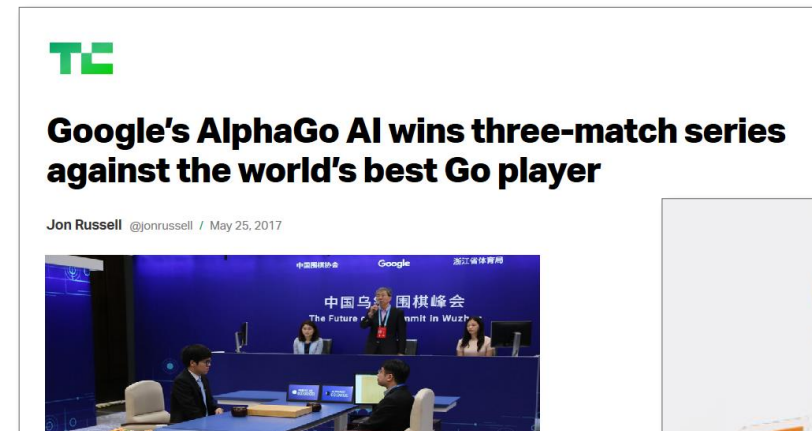 TC
Google's AlphaGo AI wins three-match series
against the world's best Go player
Jon Russell @jonrussell / May 25, 2017
中国围棋协会 Google 浙江省体育局
中国乌 围棋峰会
The Future in Wuzhen